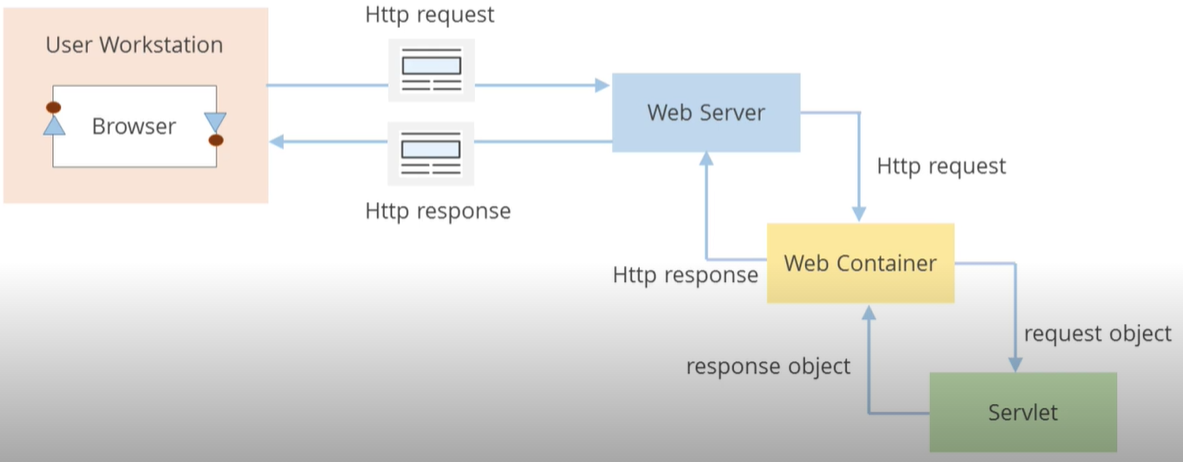 Http request
User Workstation
Browser
Web Server
Http request
Http response
Web Container
Http response
request object
response object
Servlet